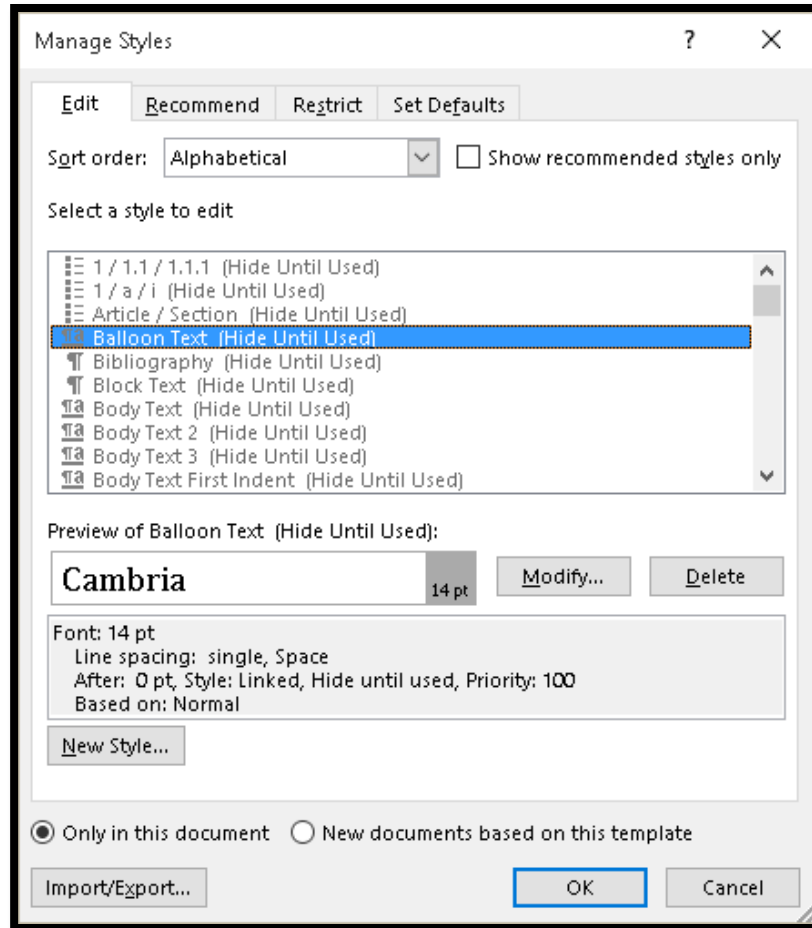 Manage Styles ?
Edit Recommend Restrict Set Defaults
Sort order: Alphabetical Show recommended styles only
Select a style to edit
1 / 1.1 / 1.1.1 (Hide Until Used)
1 / a / i (Hide Until Used)
Article / Section (Hide Until Used)
¶a Balloon Text (Hide Until Used)
¶ Bibliography (Hide Until Used)
¶ Block Text (Hide Until Used)
¶a Body Text (Hide Until Used)
¶a Body Text 2 (Hide Until Used)
¶a Body Text 3 (Hide Until Used)
¶a Body Text First Indent (Hide Until Used)
Preview of Balloon Text (Hide Until Used):
Cambria 14 pt Modify... Delete
Font: 14 pt
Line spacing: single, Space
After: 0 pt, Style: Linked, Hide until used, Priority: 100
Based on: Normal
New Style...
Only in this document New documents based on this template
Import/Export... OK Cancel